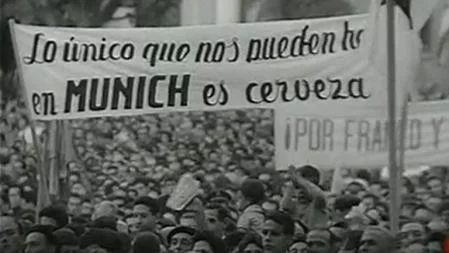 Lo único que nos pueden
en MUNICH es cerveza
¡POR FRANCO Y